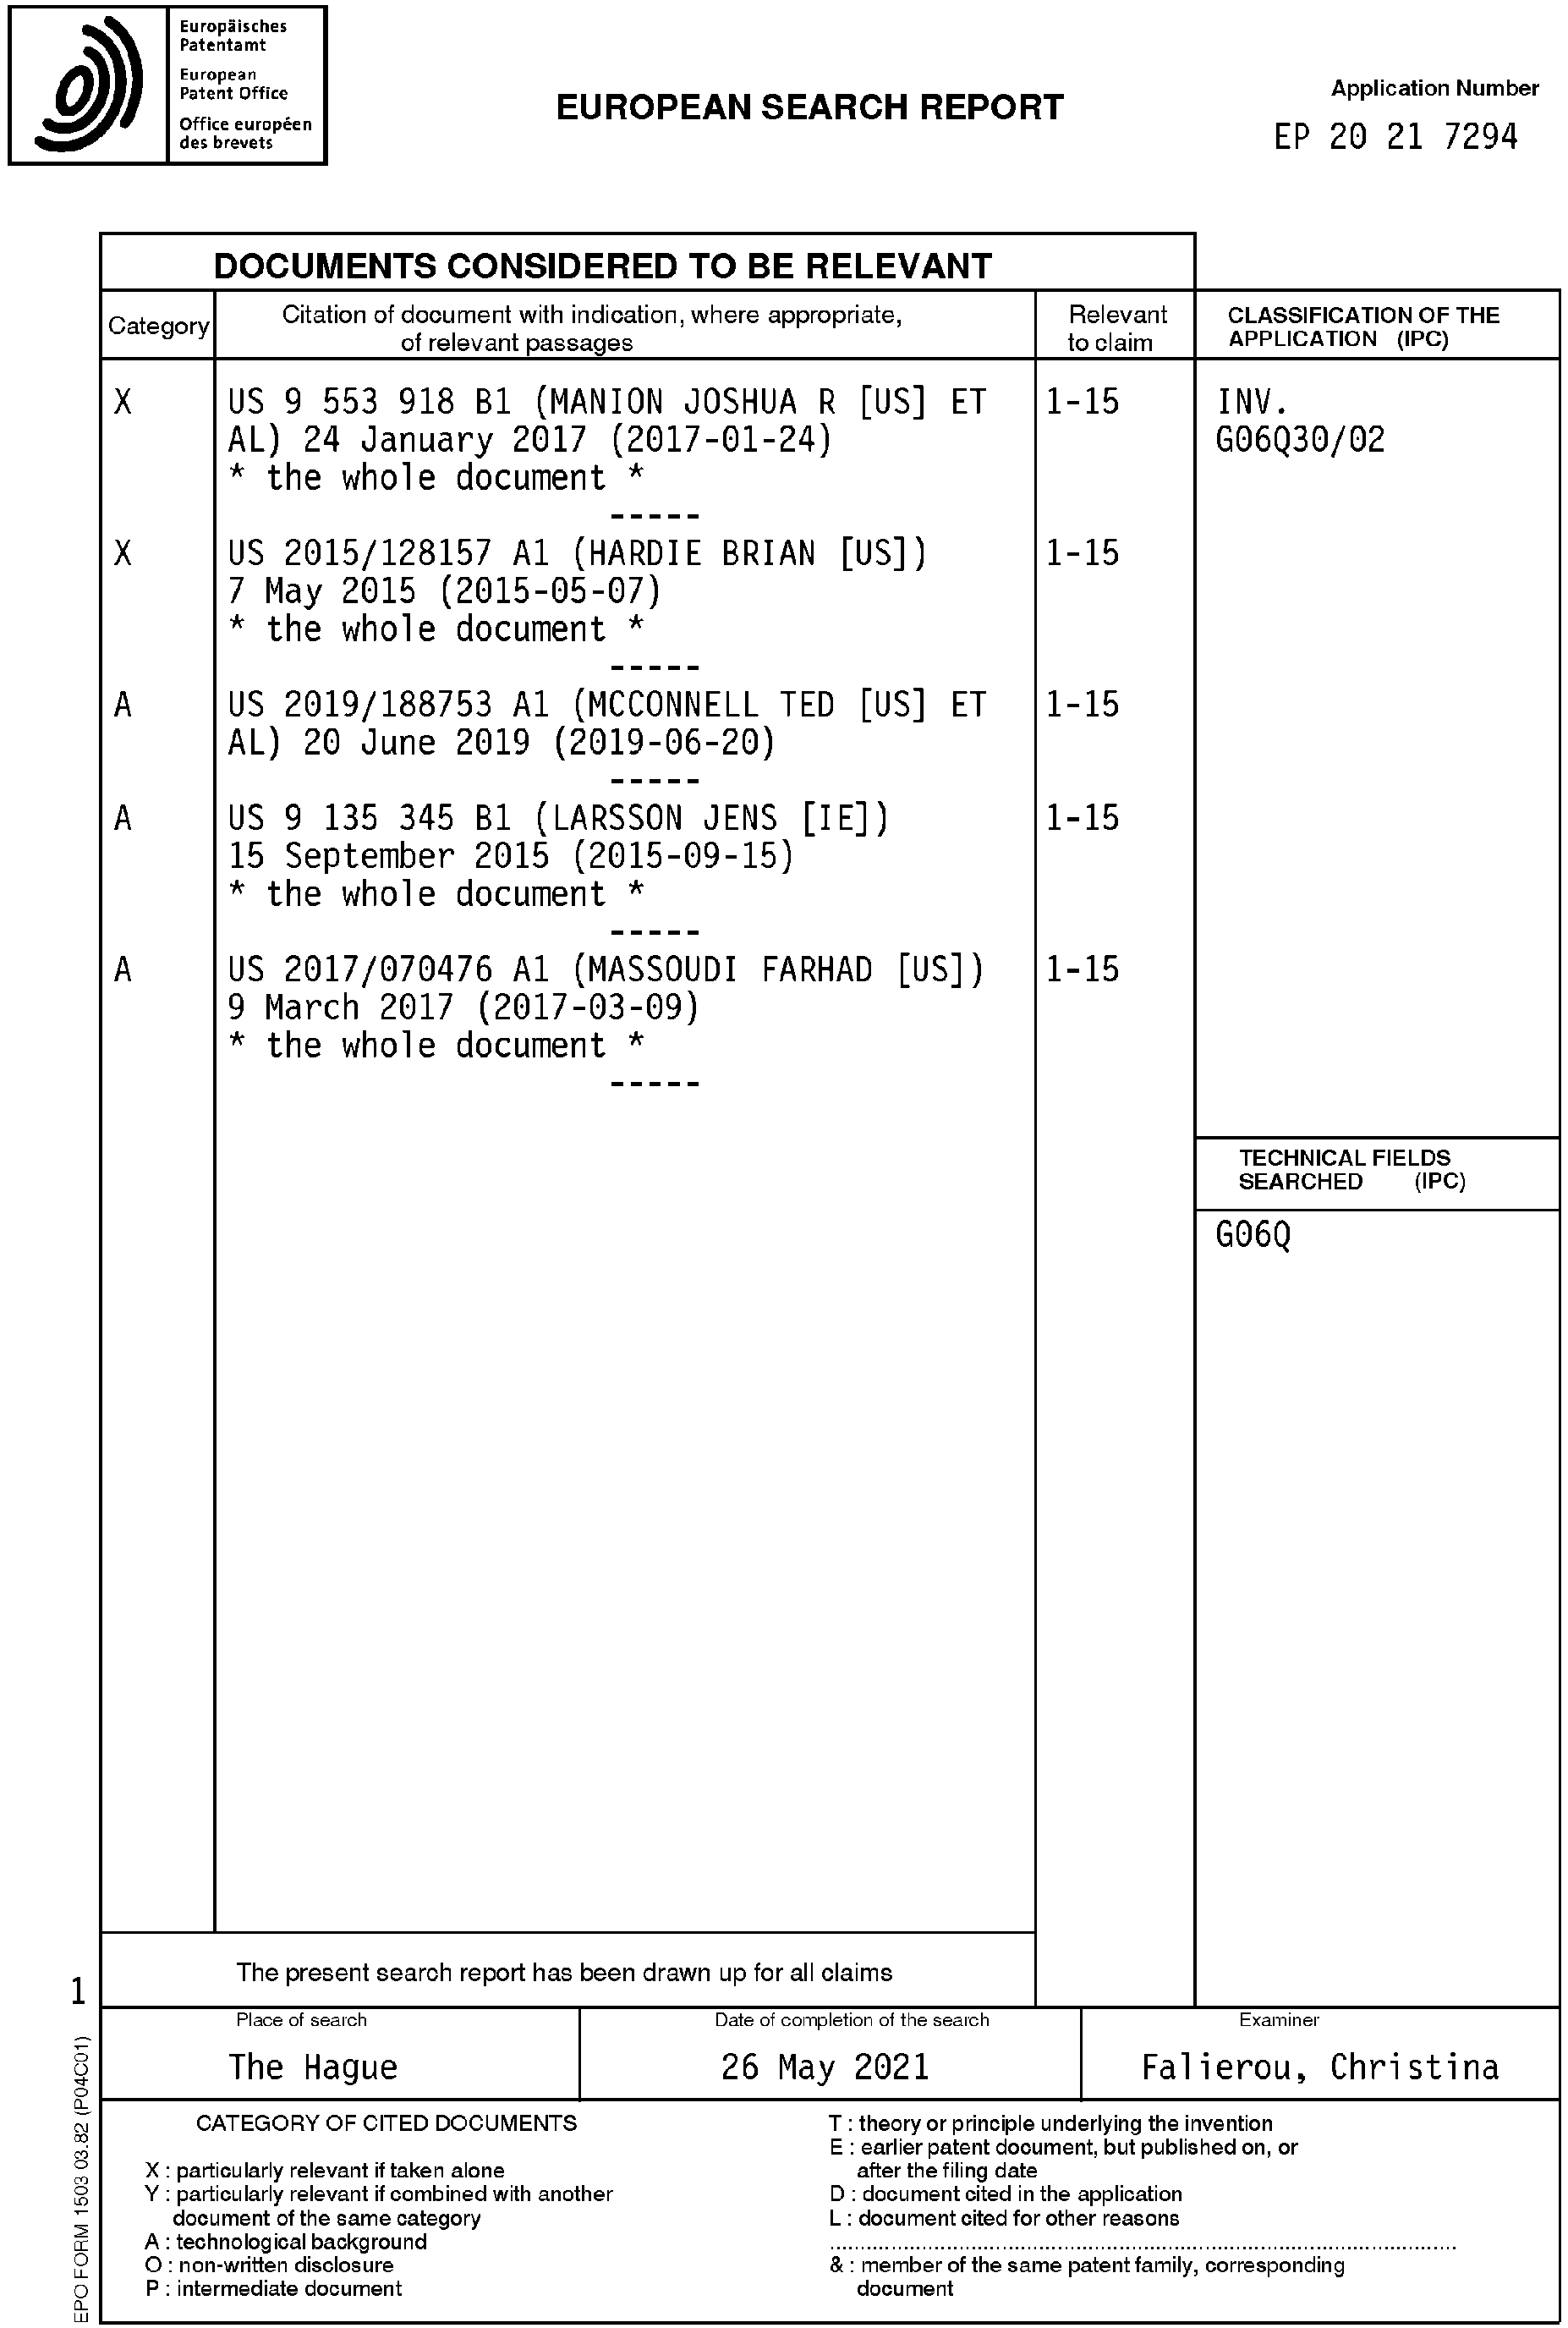 Europäisches
Patentamt
European
Patent Office
Office européen
des brevets
EUROPEAN SEARCH REPORT
Application Number
EP 20 21 7294
DOCUMENTS CONSIDERED TO BE RELEVANT
Category
Citation of document with indication, where appropriate,
of relevant passages
Relevant
to claim
CLASSIFICATION OF THE
APPLICATION (IPC)
X
US 9 553 918 B1 (MANION JOSHUA R [US] ET
AL) 24 January 2017 (2017-01-24)
* the whole document *
-----
1-15
INV.
G06Q30/02
X
US 2015/128157 A1 (HARDIE BRIAN [US])
7 May 2015 (2015-05-07)
* the whole document *
-----
1-15
A
US 2019/188753 A1 (MCCONNELL TED [US] ET
AL) 20 June 2019 (2019-06-20)
-----
1-15
A
US 9 135 345 B1 (LARSSON JENS [IE])
15 September 2015 (2015-09-15)
* the whole document *
-----
1-15
A
US 2017/070476 A1 (MASSOUDI FARHAD [US])
9 March 2017 (2017-03-09)
* the whole document *
-----
1-15
TECHNICAL FIELDS
SEARCHED (IPC)
G06Q
The present search report has been drawn up for all claims
1
Place of search
The Hague
Date of completion of the search
26 May 2021
Examiner
Falierou, Christina
CATEGORY OF CITED DOCUMENTS
X : particularly relevant if taken alone
Y : particularly relevant if combined with another
document of the same category
A : technological background
O : non-written disclosure
P : intermediate document
T : theory or principle underlying the invention
E : earlier patent document, but published on, or
after the filing date
D : document cited in the application
L : document cited for other reasons
& : member of the same patent family, corresponding
document
EPO FORM 1503 03.82 (P04C01)